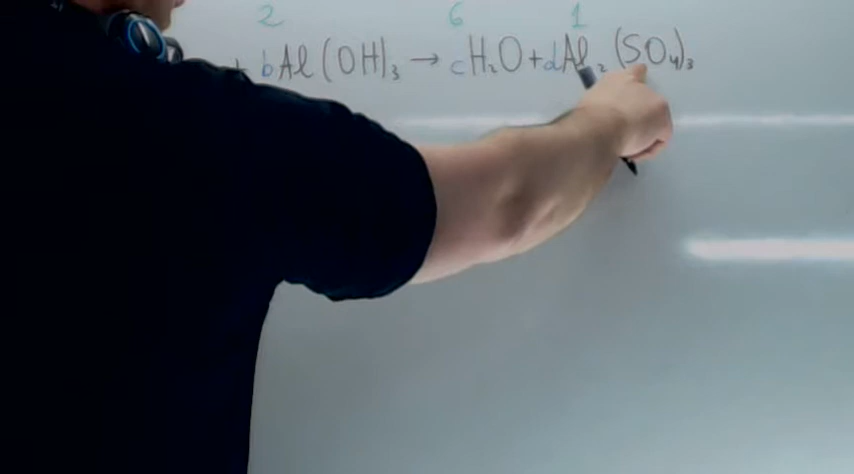 2 6 1
+ bAl(OH)₃ → cH₂O + dAl₂(SO₄)₃